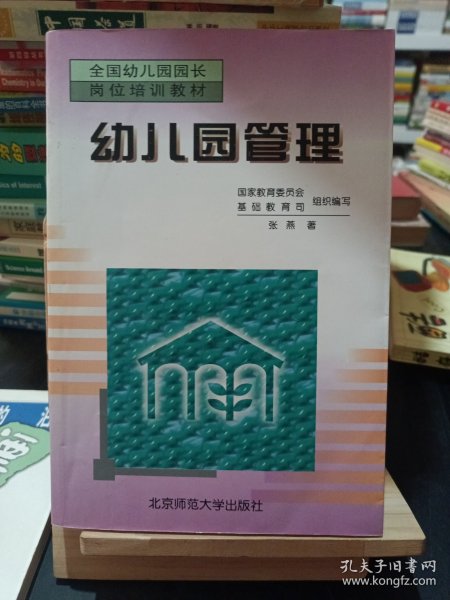 全国幼儿园园长
岗位培训教材
幼儿园管理
国家教育委员会
基础教育司
组织编写
张燕 著
北京师范大学出版社
孔夫子旧书网
www.kongfz.com